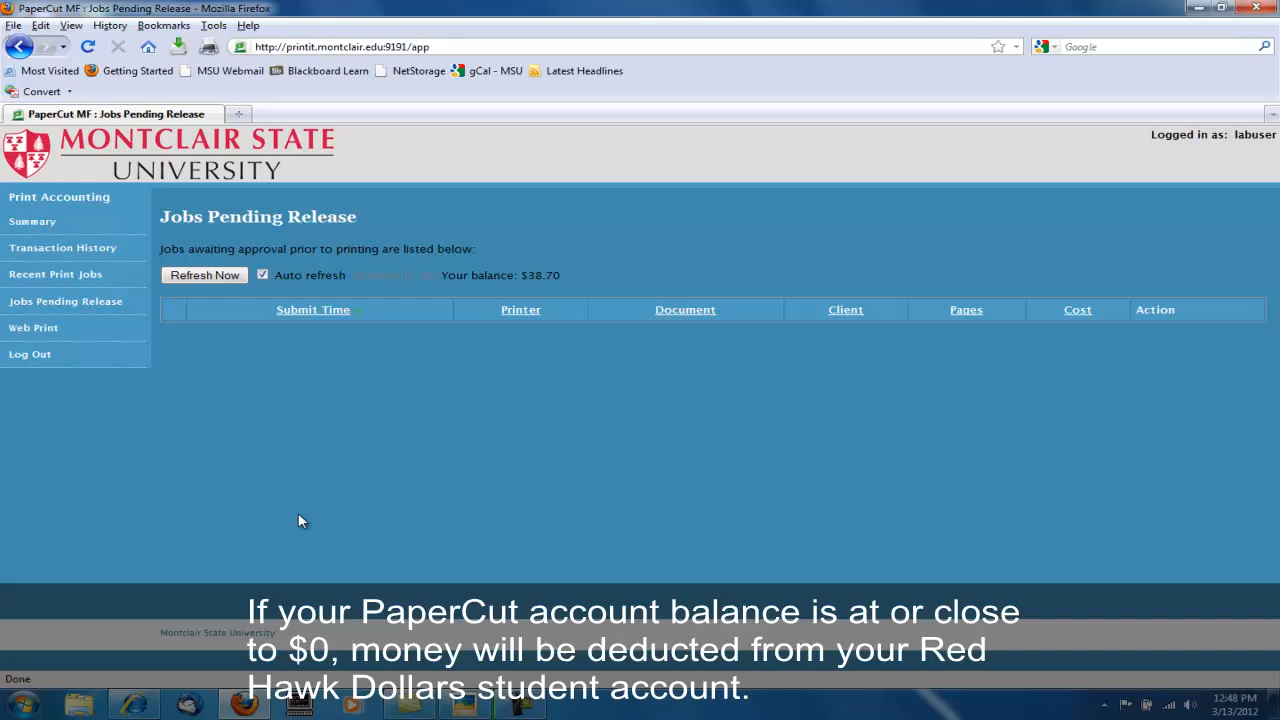 PaperCut MF : Jobs Pending Release - Mozilla Firefox
File Edit View History Bookmarks Tools Help
http://printit.montclair.edu:9191/app
Google
Most Visited Getting Started MSU Webmail Blackboard Learn NetStorage gCal - MSU Latest Headlines
Convert
PaperCut MF : Jobs Pending Release
MONTCLAIR STATE
UNIVERSITY
Logged in as: labuser
Print Accounting
Summary
Transaction History
Recent Print Jobs
Jobs Pending Release
Web Print
Log Out
Jobs Pending Release
Jobs awaiting approval prior to printing are listed below:
Refresh Now Auto refresh Your balance: $38.70
Submit Time Printer Document Client Pages Cost Action
If your PaperCut account balance is at or close
to $0, money will be deducted from your Red
Hawk Dollars student account.
Montclair State University
Done
12:48 PM
3/13/2012